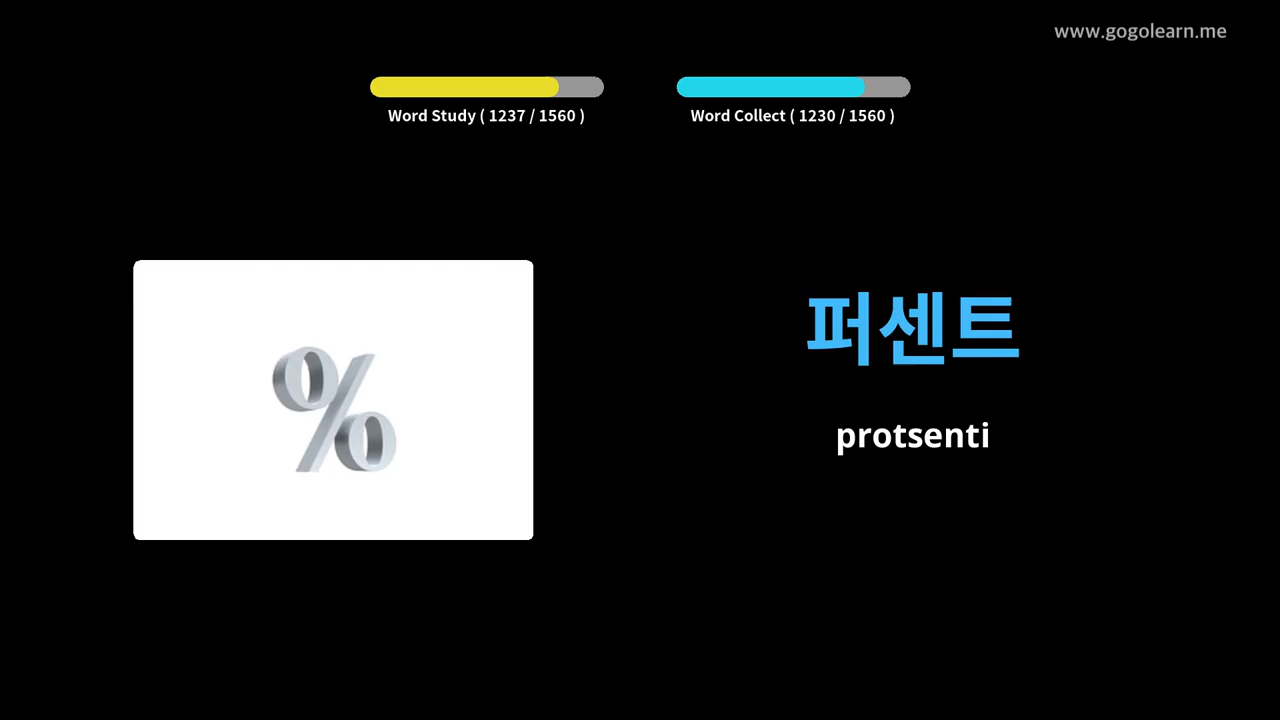 www.gogolearn.me
Word Study ( 1237 / 1560 )
Word Collect ( 1230 / 1560 )
%
퍼센트
protsenti